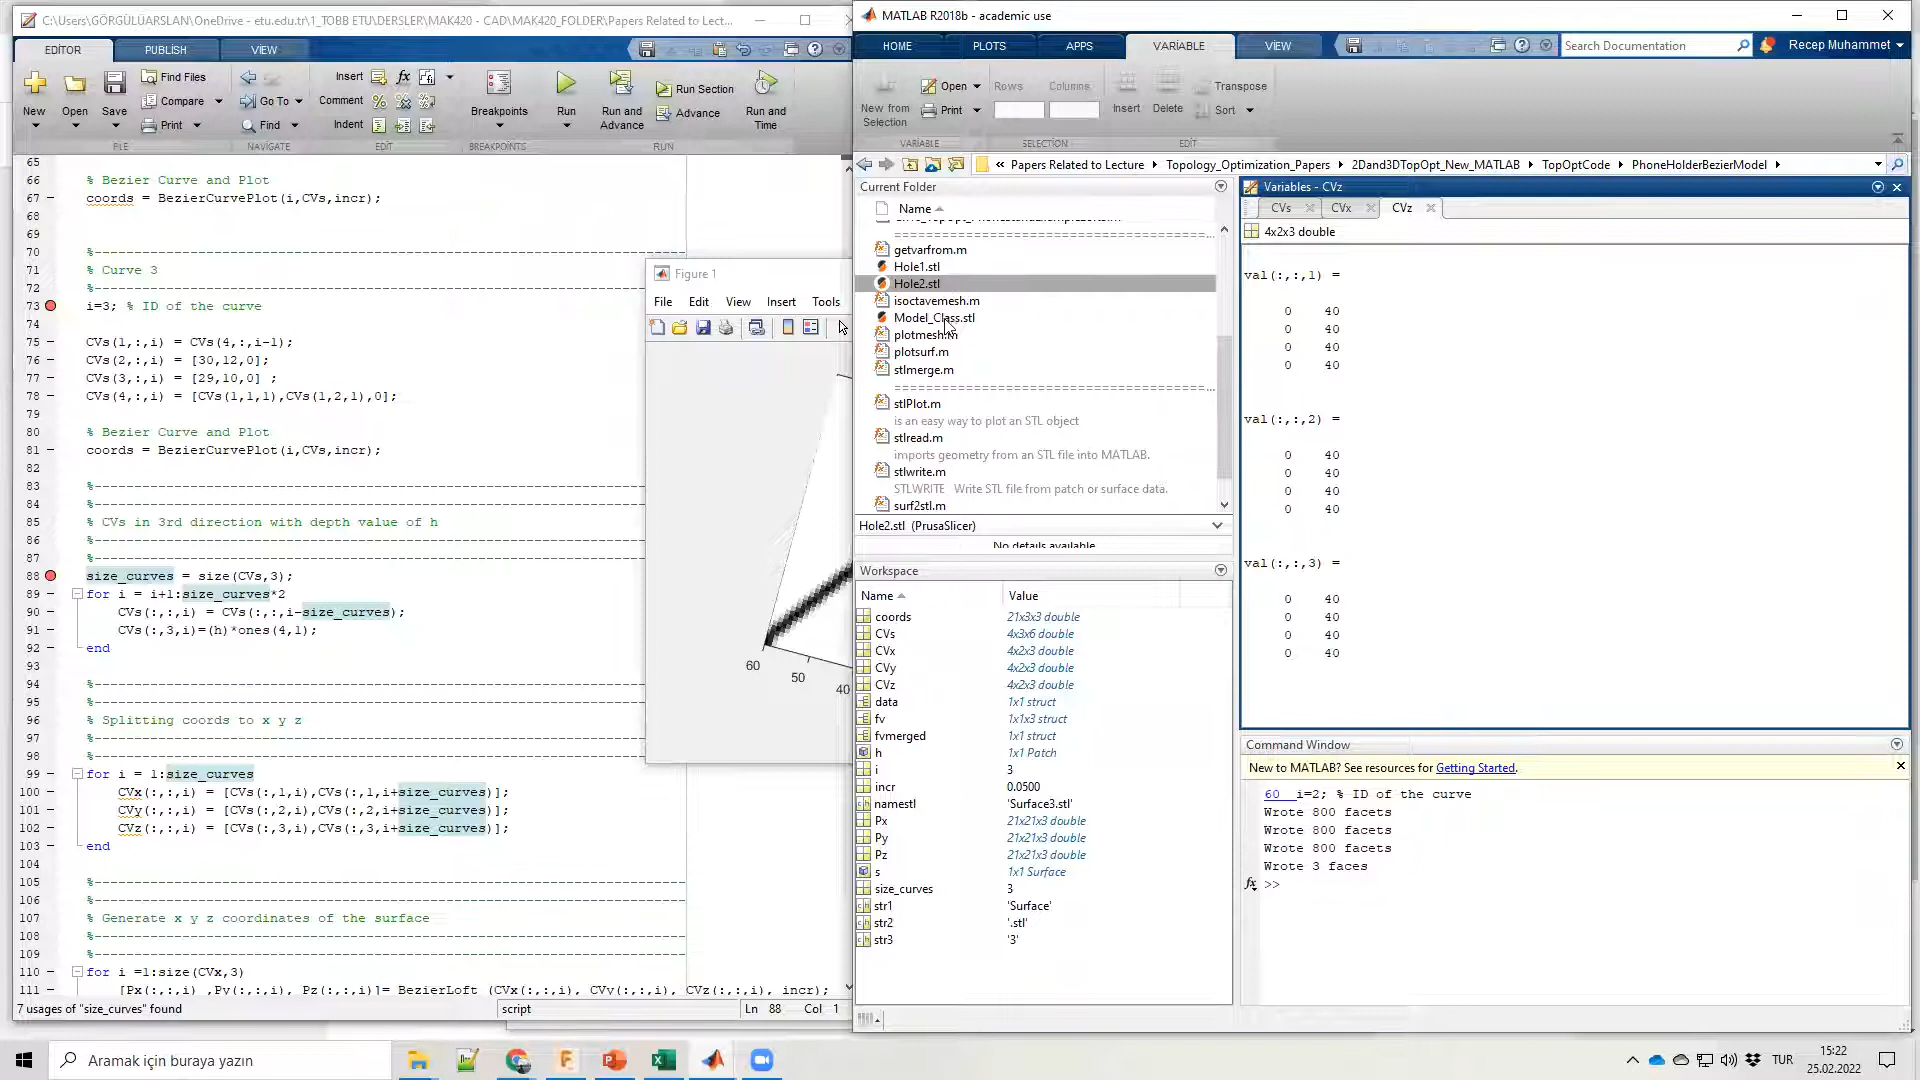 C:\Users\GÖRGÜLÜARSLAN\OneDrive - etu.edu.tr\1_TOBB ETU\DERSLER\MAK420 - CAD\MAK420_FOLDER\Papers Related to Lect...
EDITOR PUBLISH VIEW
New Open Save
Find Files
Compare
Print
Go To
Find
Insert
Comment
Indent
Breakpoints
Run
Run and Advance
Run Section
Advance
Run and Time
FILE NAVIGATE EDIT BREAKPOINTS RUN
65
66 % Bezier Curve and Plot
67 – coords = BezierCurvePlot(i,CVs,incr);
68
69
70 %------------------------------------------------------------------
71 % Curve 3
72 %------------------------------------------------------------------
73 – i=3; % ID of the curve
74
75 – CVs(1,:,i) = CVs(4,:,i-1);
76 – CVs(2,:,i) = [30,12,0];
77 – CVs(3,:,i) = [29,10,0] ;
78 – CVs(4,:,i) = [CVs(1,1,1),CVs(1,2,1),0];
79
80 % Bezier Curve and Plot
81 – coords = BezierCurvePlot(i,CVs,incr);
82
83 %------------------------------------------------------------------
84 %------------------------------------------------------------------
85 % CVs in 3rd direction with depth value of h
86 %------------------------------------------------------------------
87 %------------------------------------------------------------------
88 size_curves = size(CVs,3);
89 – for i = i+1:size_curves*2
90 – CVs(:,:,i) = CVs(:,:,i-size_curves);
91 – CVs(:,3,i)=(h)*ones(4,1);
92 – end
93
94 %------------------------------------------------------------------
95 %------------------------------------------------------------------
96 % Splitting coords to x y z
97 %------------------------------------------------------------------
98 %------------------------------------------------------------------
99 – for i = 1:size_curves
100 – CVx(:,:,i) = [CVs(:,1,i),CVs(:,1,i+size_curves)];
101 – CVy(:,:,i) = [CVs(:,2,i),CVs(:,2,i+size_curves)];
102 – CVz(:,:,i) = [CVs(:,3,i),CVs(:,3,i+size_curves)];
103 – end
104
105 %------------------------------------------------------------------
106 %------------------------------------------------------------------
107 % Generate x y z coordinates of the surface
108 %------------------------------------------------------------------
109 %------------------------------------------------------------------
110 – for i =1:size(CVx,3)
111 – [Px(:,:,i) ,Py(:,:,i), Pz(:,:,i)]= BezierLoft (CVx(:,:,i), CVy(:,:,i), CVz(:,:,i), incr);
7 usages of "size_curves" found script Ln 88 Col 1
Figure 1
File Edit View Insert Tools
60
50
40
MATLAB R2018b - academic use
HOME PLOTS APPS VARIABLE VIEW
Search Documentation
Recep Muhammet
New from Selection
Open
Print
Rows Columns
Insert Delete
Transpose
Sort
VARIABLE SELECTION EDIT
« Papers Related to Lecture Topology_Optimization_Papers 2Dand3DTopOpt_New_MATLAB TopOptCode PhoneHolderBezierModel
Current Folder
Name
getvarfrom.m
Hole1.stl
Hole2.stl
isoctavemesh.m
Model_Class.stl
plotmesh.m
plotsurf.m
stlmerge.m
stlPlot.m
is an easy way to plot an STL object
stlread.m
imports geometry from an STL file into MATLAB.
stlwrite.m
STLWRITE Write STL file from patch or surface data.
surf2stl.m
Hole2.stl (PrusaSlicer)
No details available
Workspace
Name Value
coords 21x3x3 double
CVs 4x3x6 double
CVx 4x2x3 double
CVy 4x2x3 double
CVz 4x2x3 double
data 1x1 struct
fv 1x1x3 struct
fvmerged 1x1 struct
h 1x1 Patch
i 3
incr 0.0500
namestl 'Surface3.stl'
Px 21x21x3 double
Py 21x21x3 double
Pz 21x21x3 double
s 1x1 Surface
size_curves 3
str1 'Surface'
str2 '.stl'
str3 '3'
Variables - CVz
CVs CVx CVz
4x2x3 double
val(:,:,1) =
0 40
0 40
0 40
0 40
val(:,:,2) =
0 40
0 40
0 40
0 40
val(:,:,3) =
0 40
0 40
0 40
0 40
Command Window
New to MATLAB? See resources for Getting Started.
60 i=2; % ID of the curve
Wrote 800 facets
Wrote 800 facets
Wrote 800 facets
Wrote 3 faces
fx >>
Aramak için buraya yazın
TUR
15:22
25.02.2022